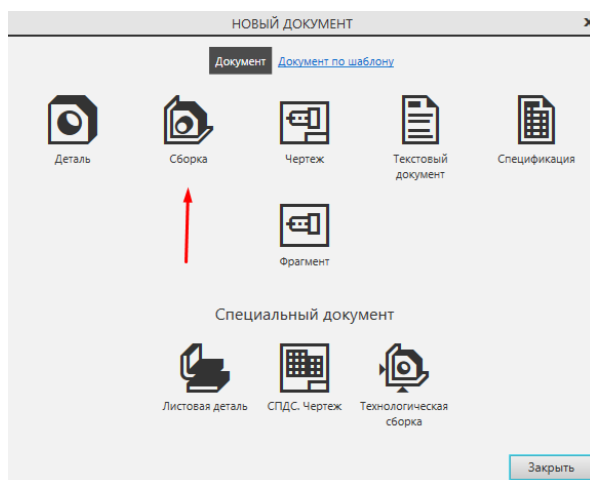 НОВЫЙ ДОКУМЕНТ
Документ Документ по шаблону
Деталь Сборка Чертеж Текстовый документ Спецификация
Фрагмент
Специальный документ
Листовая деталь СПДС. Чертеж Технологическая сборка
Закрыть